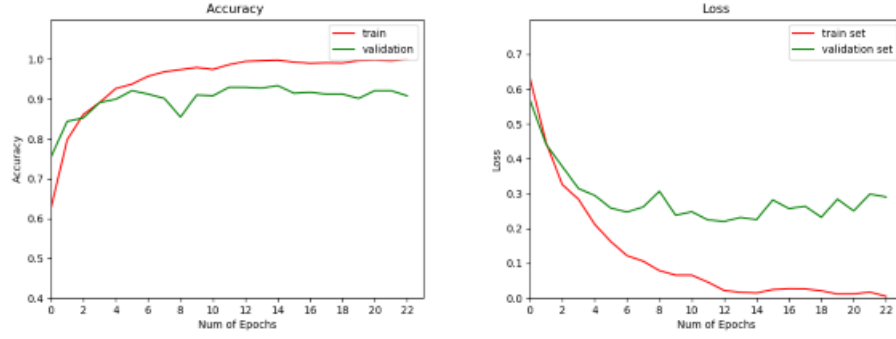 Accuracy
train
validation
1.0
0.9
0.8
0.7
0.6
0.5
0.4
Accuracy
0 2 4 6 8 10 12 14 16 18 20 22
Num of Epochs
Loss
train set
validation set
0.7
0.6
0.5
0.4
0.3
0.2
0.1
0.0
Loss
0 2 4 6 8 10 12 14 16 18 20 22
Num of Epochs